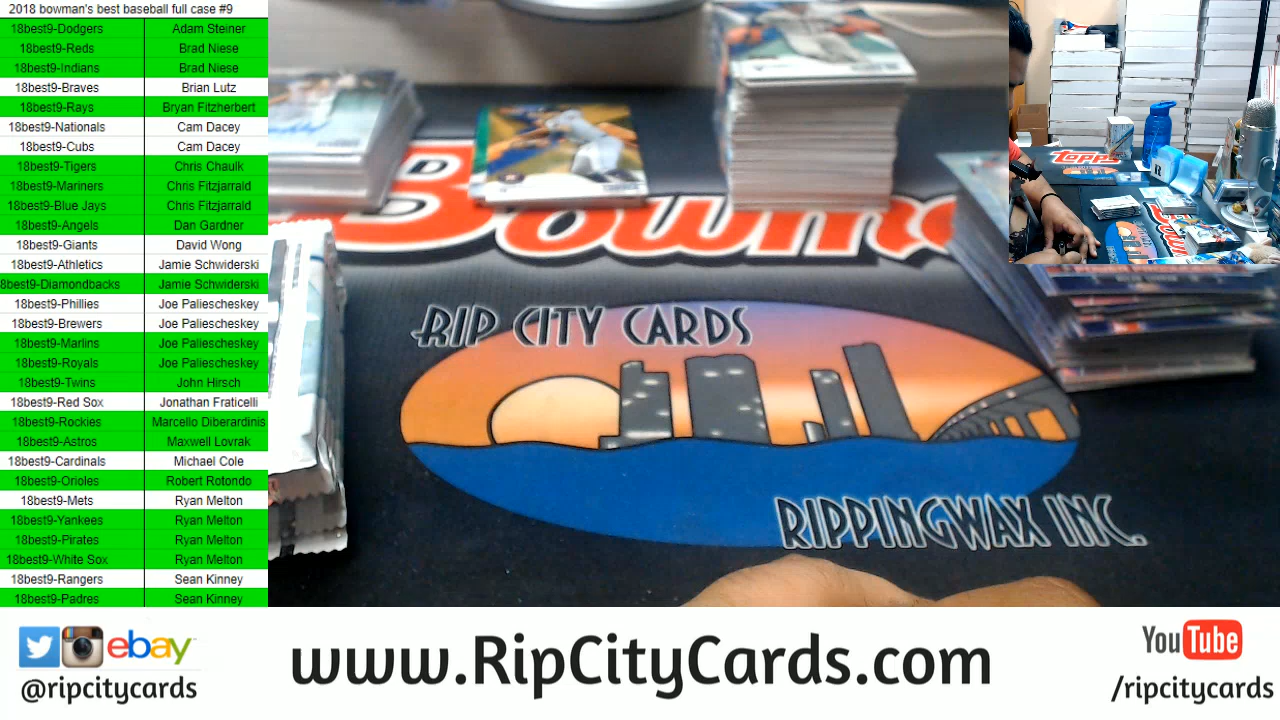 2018 bowman's best baseball full case #9
18best9-Dodgers Adam Steiner
18best9-Reds Brad Niese
18best9-Indians Brad Niese
18best9-Braves Brian Lutz
18best9-Rays Bryan Fitzherbert
18best9-Nationals Cam Dacey
18best9-Cubs Cam Dacey
18best9-Tigers Chris Chaulk
18best9-Mariners Chris Fitzjarrald
18best9-Blue Jays Chris Fitzjarrald
18best9-Angels Dan Gardner
18best9-Giants David Wong
18best9-Athletics Jamie Schwiderski
8best9-Diamondbacks Jamie Schwiderski
18best9-Phillies Joe Paliescheskey
18best9-Brewers Joe Paliescheskey
18best9-Marlins Joe Paliescheskey
18best9-Royals Joe Paliescheskey
18best9-Twins John Hirsch
18best9-Red Sox Jonathan Fraticelli
18best9-Rockies Marcello Diberardinis
18best9-Astros Maxwell Lovrak
18best9-Cardinals Michael Cole
18best9-Orioles Robert Rotondo
18best9-Mets Ryan Melton
18best9-Yankees Ryan Melton
18best9-Pirates Ryan Melton
18best9-White Sox Ryan Melton
18best9-Rangers Sean Kinney
18best9-Padres Sean Kinney
Topps
Bowm
RIP CITY CARDS
RIPPINGWAX INC.
ebay
@ripcitycards
www.RipCityCards.com
YouTube
/ripcitycards